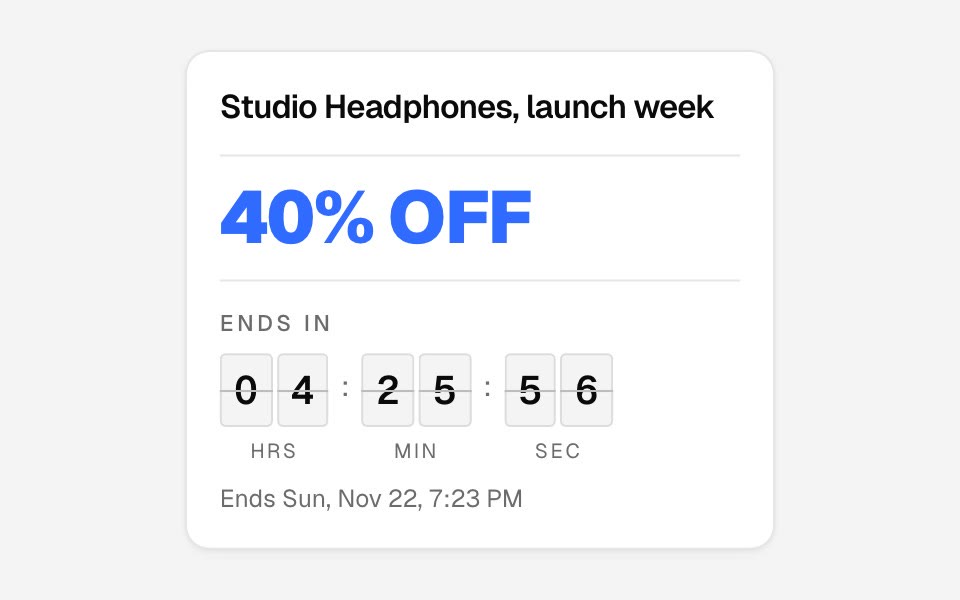 Studio Headphones, launch week
40% OFF
ENDS IN
04 : 25 : 56
HRS MIN SEC
Ends Sun, Nov 22, 7:23 PM